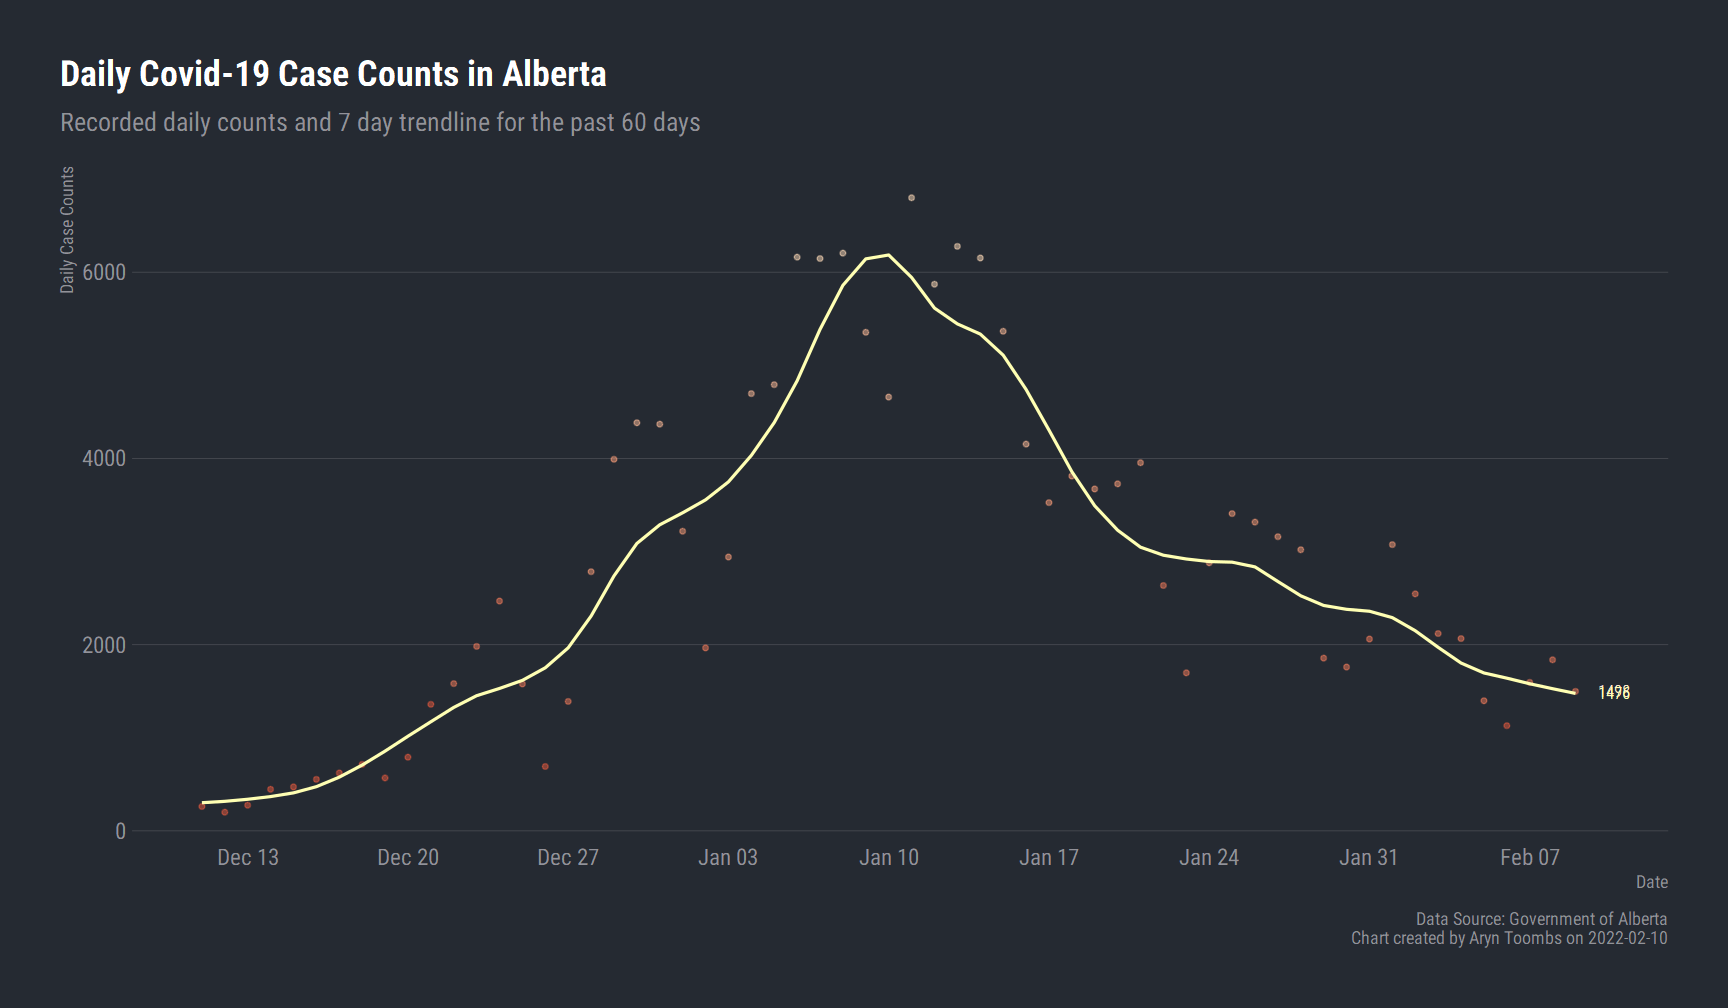 Daily Covid-19 Case Counts in Alberta
Recorded daily counts and 7 day trendline for the past 60 days
Daily Case Counts
6000
4000
2000
0
1498
1476
Dec 13 Dec 20 Dec 27 Jan 03 Jan 10 Jan 17 Jan 24 Jan 31 Feb 07
Date
Data Source: Government of Alberta
Chart created by Aryn Toombs on 2022-02-10